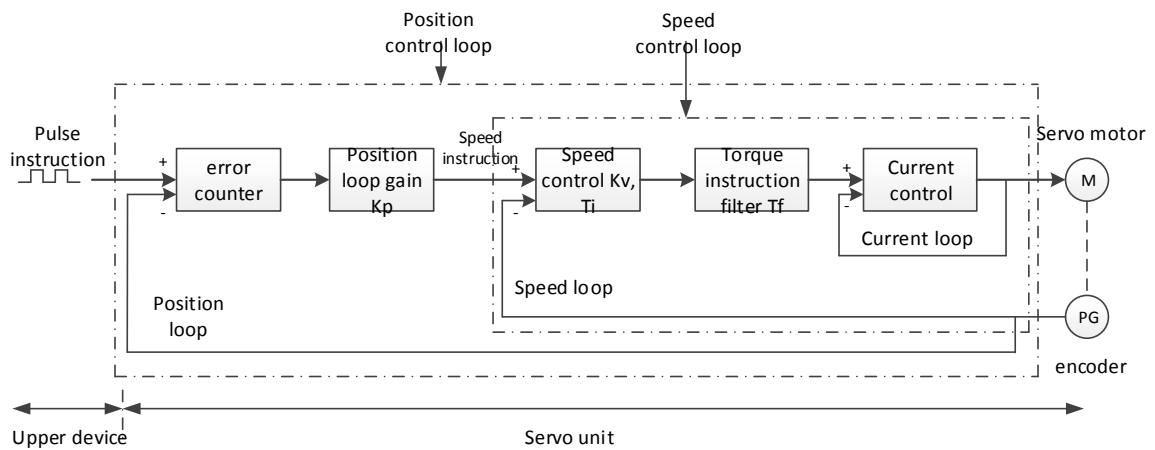 Position
control loop
Speed
control loop
Pulse
instruction
+
-
error
counter
Position
loop gain
Kp
Speed
instruction
+
-
Speed
control Kv,
Ti
Torque
instruction
filter Tf
+
-
Current
control
Servo motor
M
Current loop
Speed loop
Position
loop
PG
encoder
Upper device
Servo unit